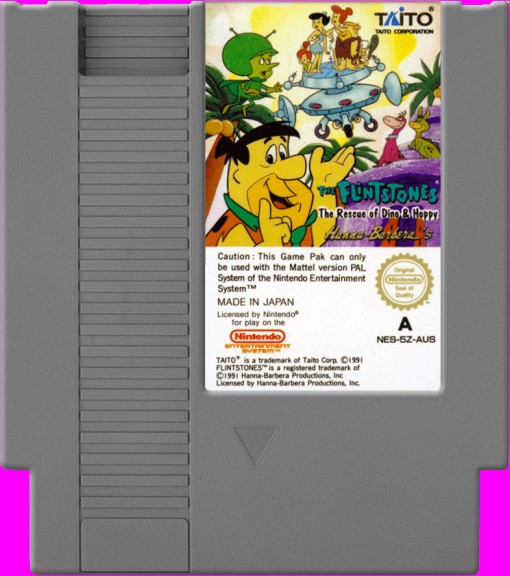 TAITO®
TAITO CORPORATION
THE FLINTSTONES™
The Rescue of Dino & Hoppy
Hanna-Barbera's
Caution : This Game Pak can only
be used with the Mattel version PAL
System of the Nintendo Entertainment
System™
MADE IN JAPAN
Licensed by Nintendo®
for play on the
Nintendo
ENTERTAINMENT
SYSTEM™
Original
Nintendo
Seal of
Quality
A
NES-5Z-AUS
TAITO® is a trademark of Taito Corp. ©1991
FLINTSTONES™ is a registered trademark of
©1991 Hanna-Barbera Productions, Inc
Licensed by Hanna-Barbera Productions, Inc.